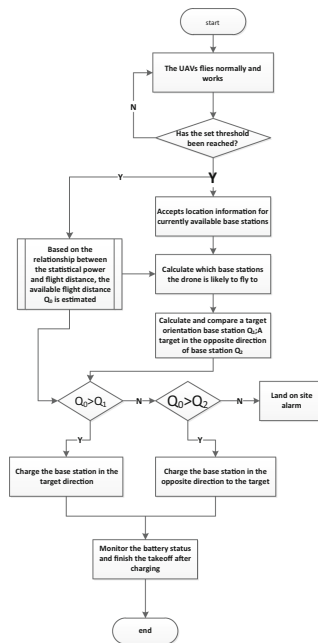 start
The UAVs flies normally and
works
N
Has the set threshold
been reached?
Y
Y
Accepts location information for
currently available base stations
Based on the
relationship between
the statistical power
and flight distance, the
available flight distance
Q₀ is estimated
Calculate which base stations
the drone is likely to fly to
Calculate and compare a target
orientation base station Q₁;A
target in the opposite direction
of base station Q₂
Q₀>Q₁
N
Q₀>Q₂
N
Land on site
alarm
Y
Y
Charge the base station in the
target direction
Charge the base station in the
opposite direction to the target
Monitor the battery status
and finish the takeoff after
charging
end